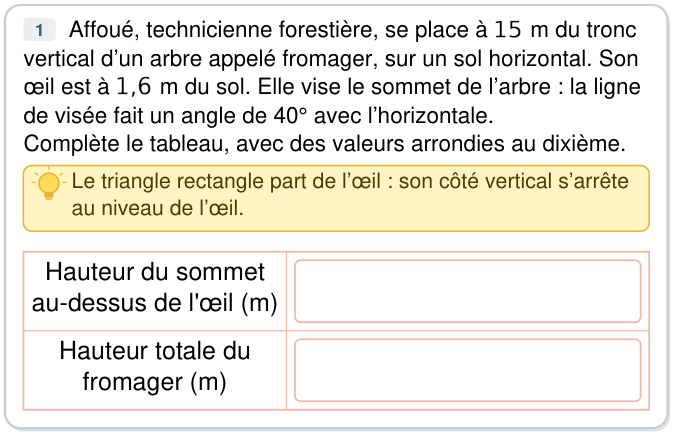 1 Affoué, technicienne forestière, se place à 15 m du tronc
vertical d’un arbre appelé fromager, sur un sol horizontal. Son
œil est à 1,6 m du sol. Elle vise le sommet de l’arbre : la ligne
de visée fait un angle de 40° avec l’horizontale.
Complète le tableau, avec des valeurs arrondies au dixième.
Le triangle rectangle part de l’œil : son côté vertical s’arrête
au niveau de l’œil.
Hauteur du sommet
au-dessus de l'œil (m)
Hauteur totale du
fromager (m)